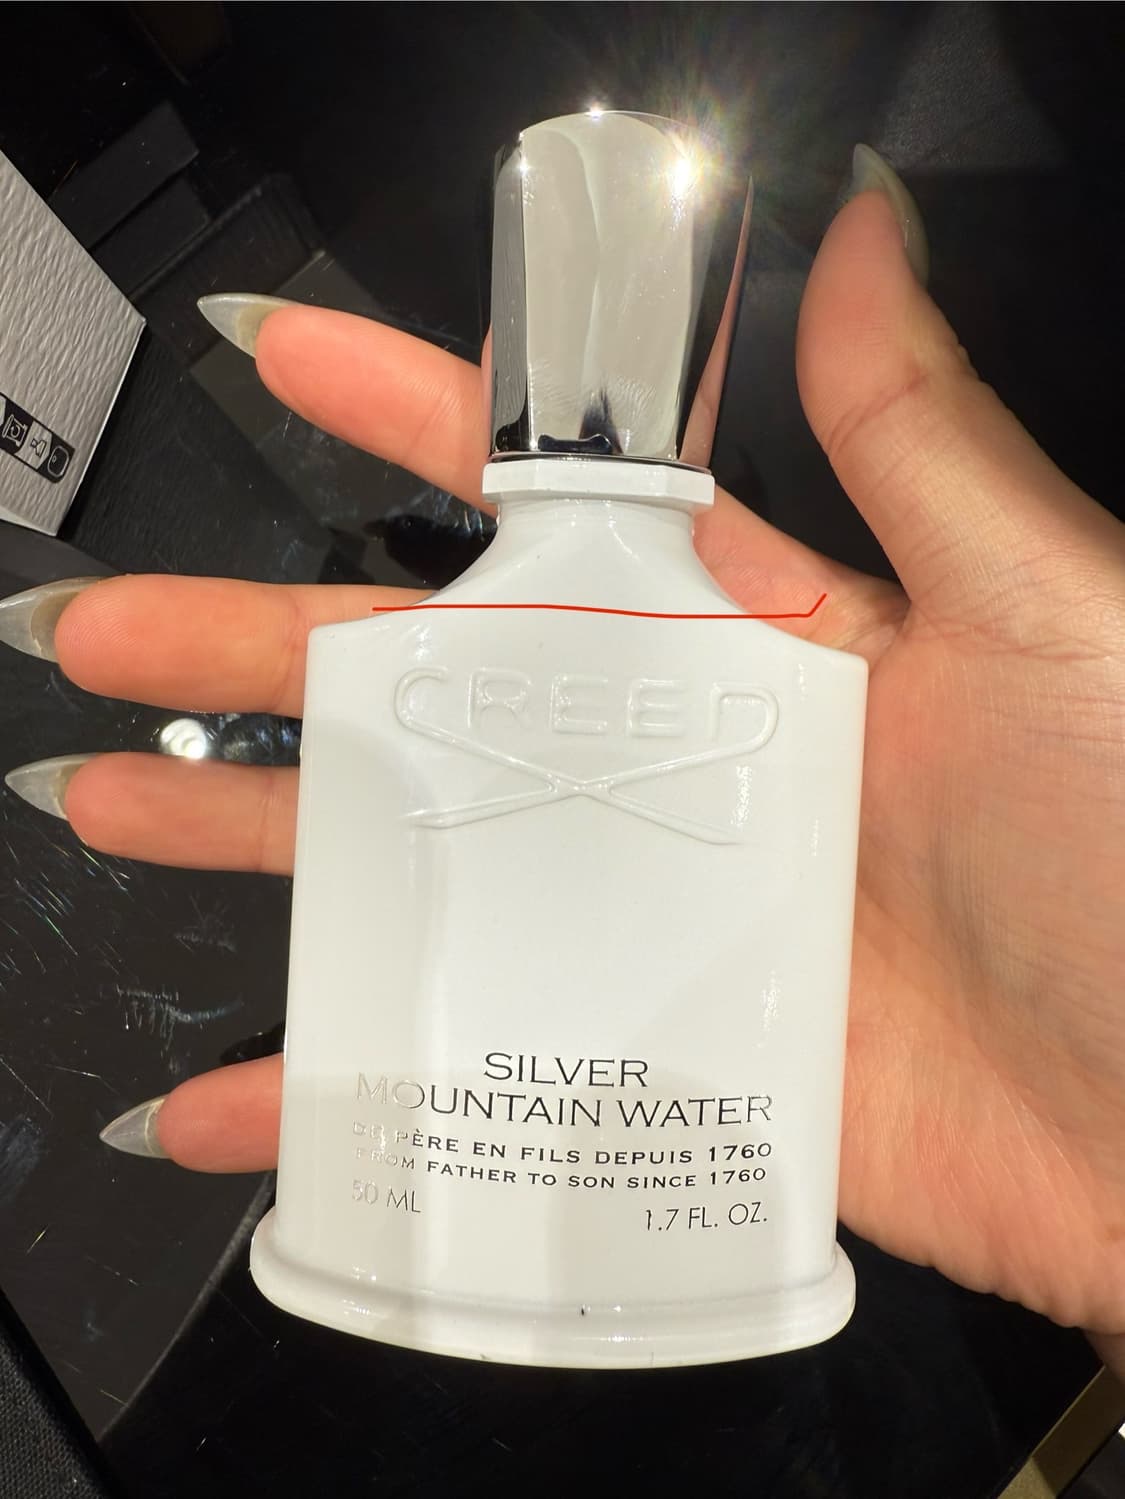 CREED
SILVER
MOUNTAIN WATER
DE PÈRE EN FILS DEPUIS 1760
FROM FATHER TO SON SINCE 1760
50 ML
1.7 FL. OZ.